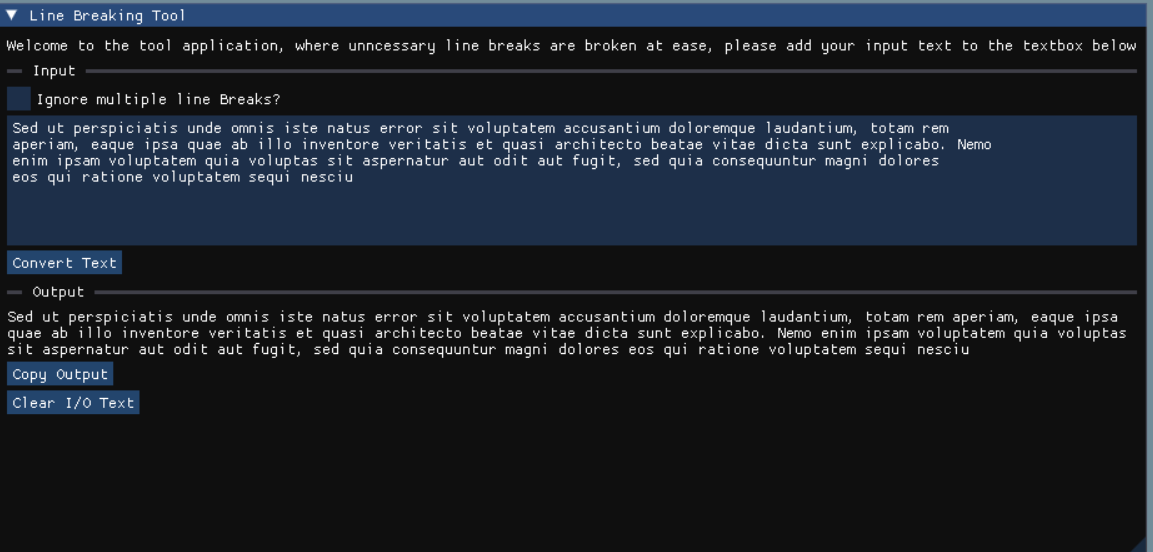 Line Breaking Tool
Welcome to the tool application, where unncessary line breaks are broken at ease, please add your input text to the textbox below
Input
Ignore multiple line Breaks?
Sed ut perspiciatis unde omnis iste natus error sit voluptatem accusantium doloremque laudantium, totam rem
aperiam, eaque ipsa quae ab illo inventore veritatis et quasi architecto beatae vitae dicta sunt explicabo. Nemo
enim ipsam voluptatem quia voluptas sit aspernatur aut odit aut fugit, sed quia consequuntur magni dolores
eos qui ratione voluptatem sequi nesciu
Convert Text
Output
Sed ut perspiciatis unde omnis iste natus error sit voluptatem accusantium doloremque laudantium, totam rem aperiam, eaque ipsa
quae ab illo inventore veritatis et quasi architecto beatae vitae dicta sunt explicabo. Nemo enim ipsam voluptatem quia voluptas
sit aspernatur aut odit aut fugit, sed quia consequuntur magni dolores eos qui ratione voluptatem sequi nesciu
Copy Output
Clear I/O Text